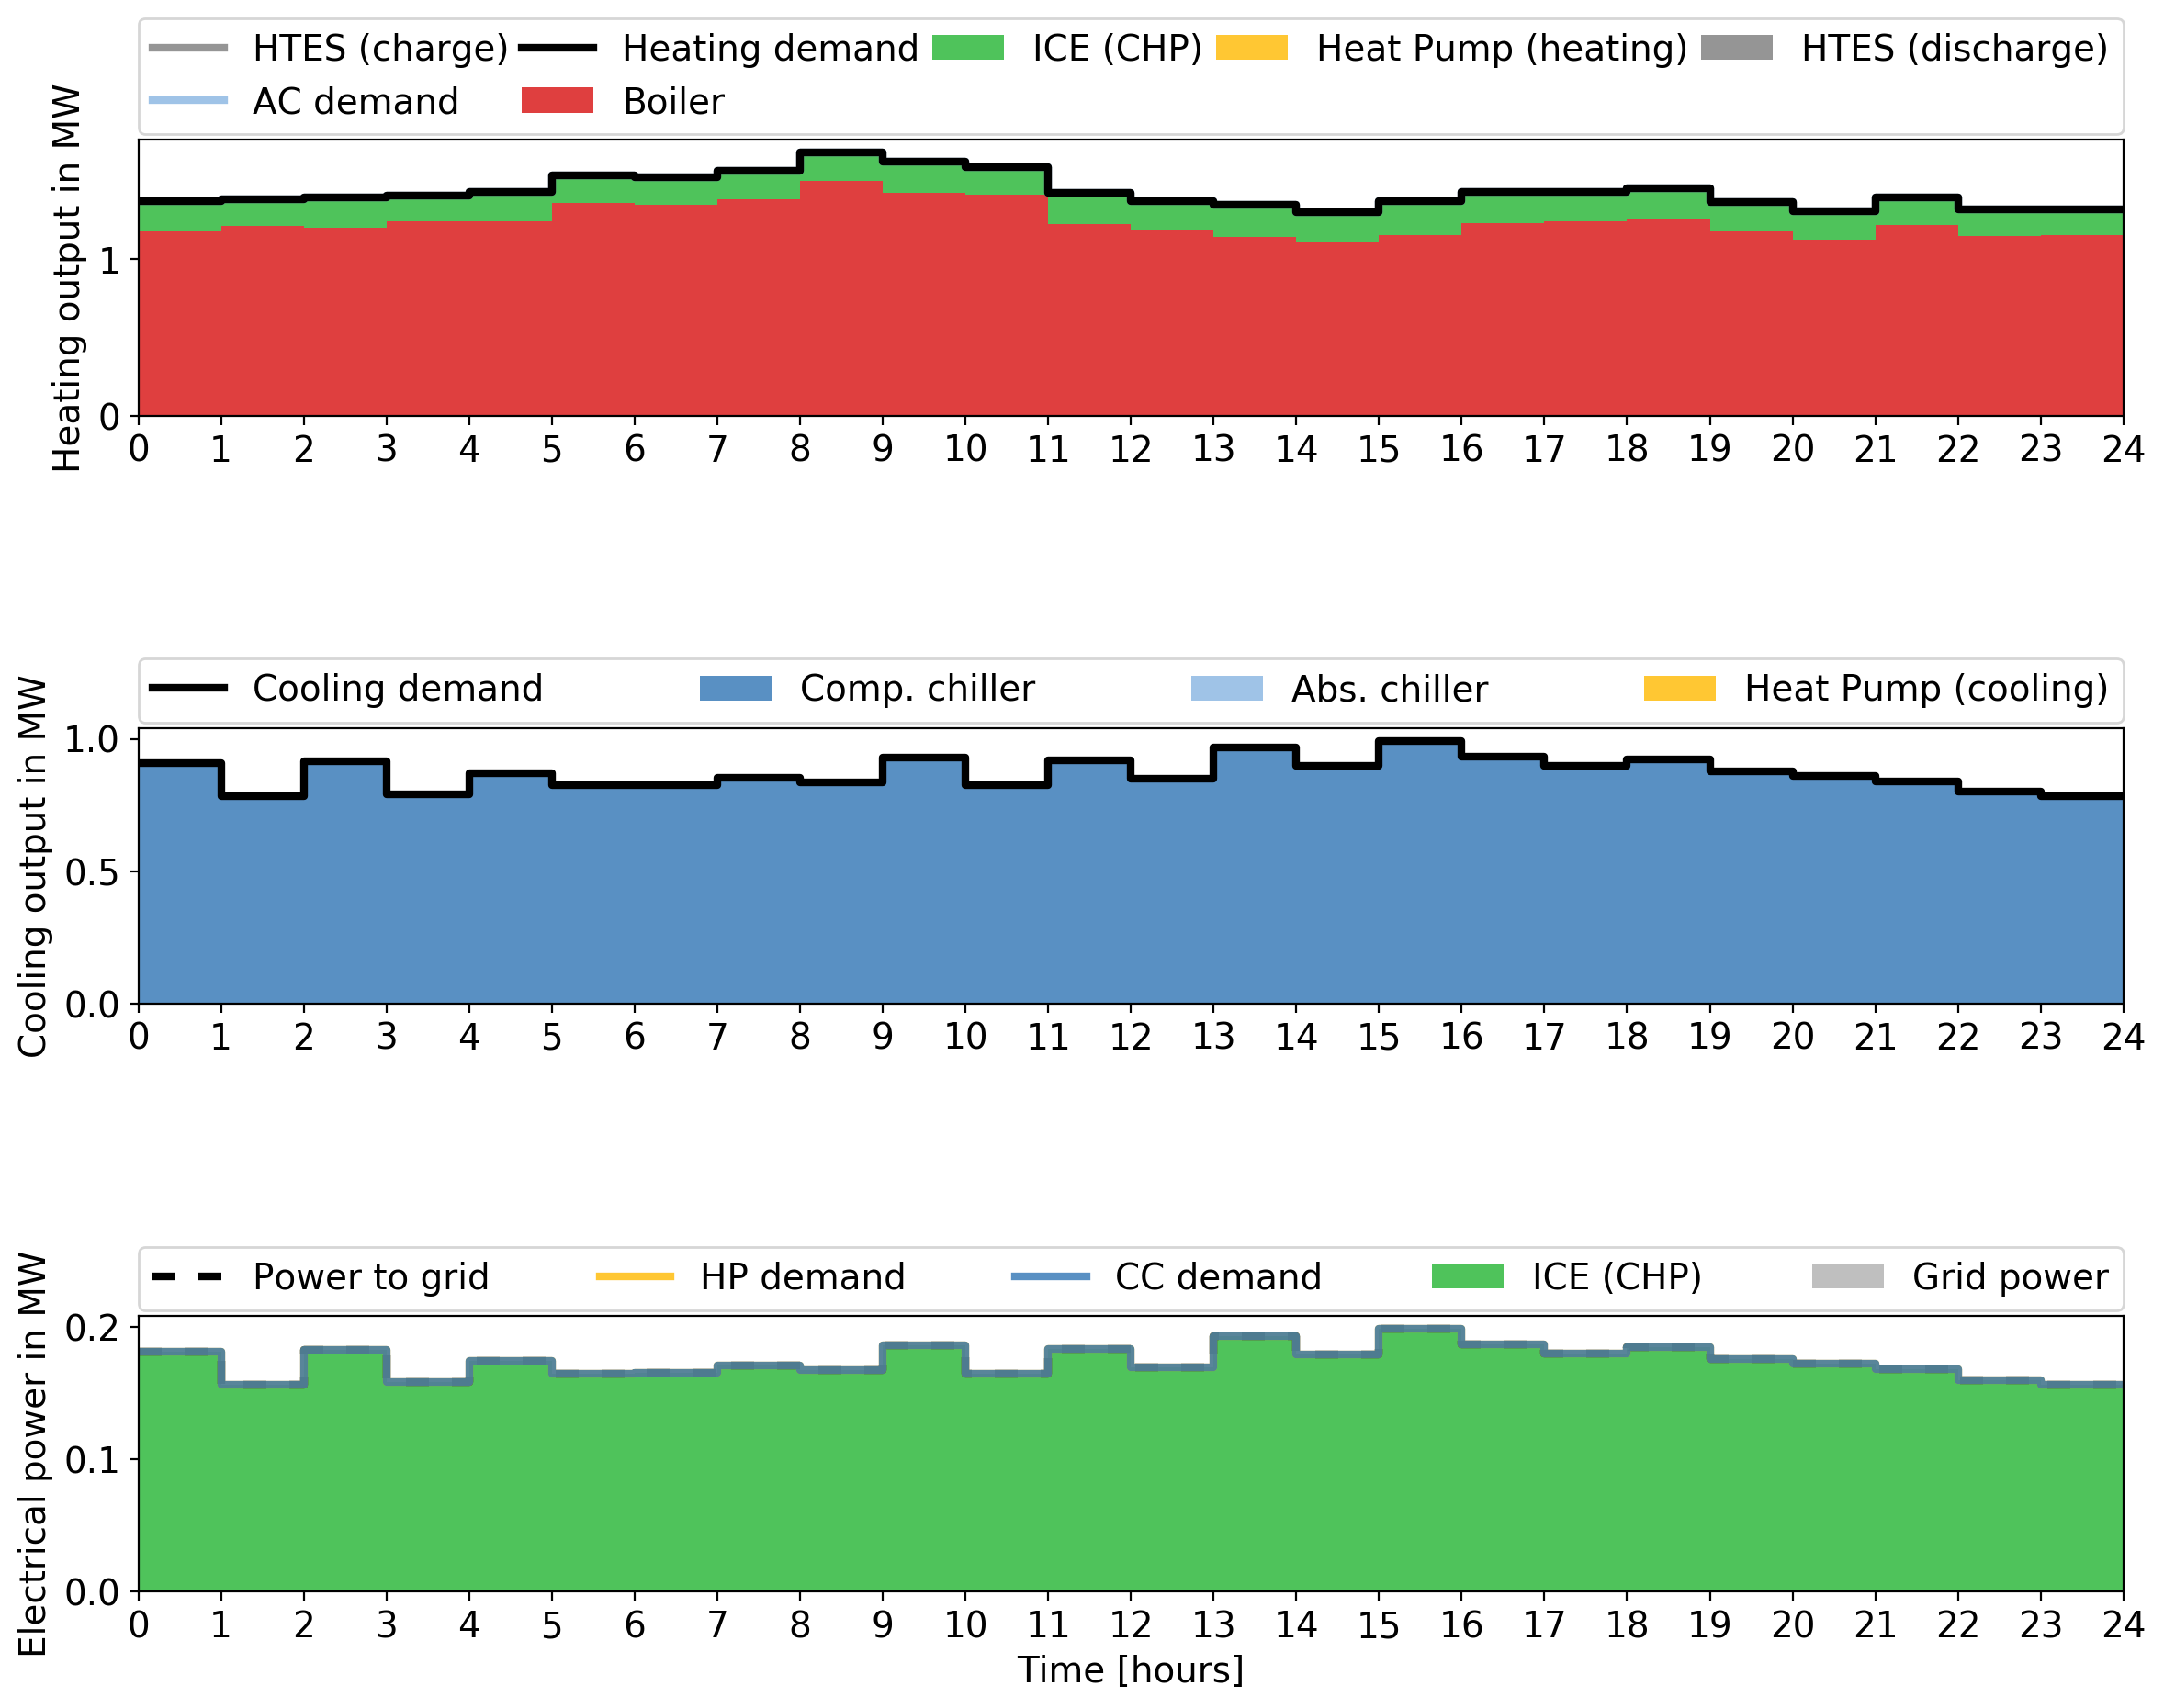 HTES (charge) Heating demand ICE (CHP) Heat Pump (heating) HTES (discharge)
AC demand Boiler
Heating output in MW
1
0
0 1 2 3 4 5 6 7 8 9 10 11 12 13 14 15 16 17 18 19 20 21 22 23 24
Cooling demand Comp. chiller Abs. chiller Heat Pump (cooling)
Cooling output in MW
1.0
0.5
0.0
0 1 2 3 4 5 6 7 8 9 10 11 12 13 14 15 16 17 18 19 20 21 22 23 24
Power to grid HP demand CC demand ICE (CHP) Grid power
Electrical power in MW
0.2
0.1
0.0
0 1 2 3 4 5 6 7 8 9 10 11 12 13 14 15 16 17 18 19 20 21 22 23 24
Time [hours]